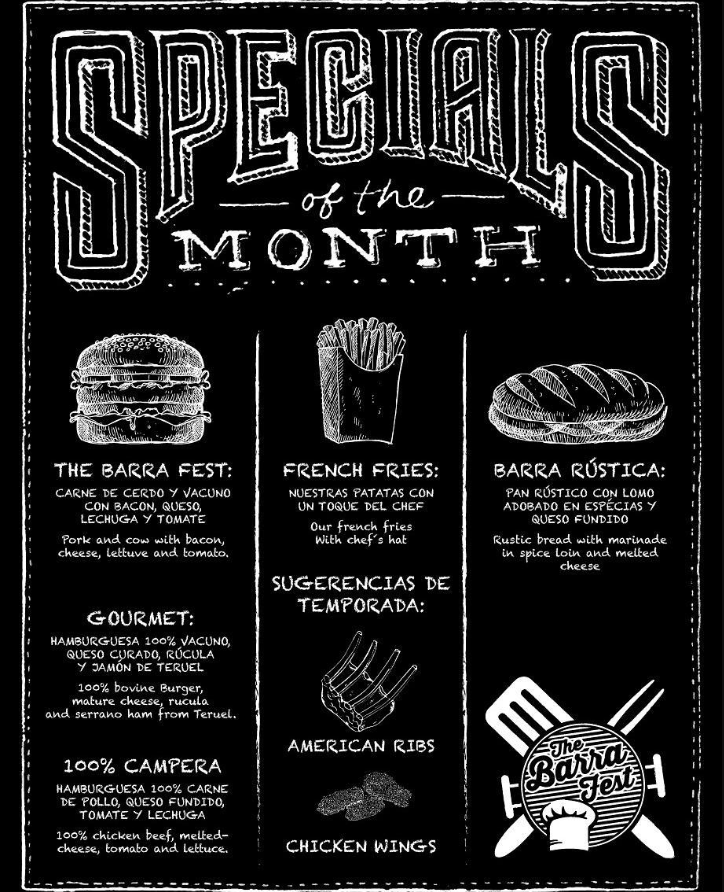 SPECIALS
of the
MONTH
THE BARRA FEST:
CARNE DE CERDO Y VACUNO
CON BACON, QUESO,
LECHUGA Y TOMATE
Pork and cow with bacon,
cheese, lettuve and tomato.
GOURMET:
HAMBURGUESA 100% VACUNO,
QUESO CURADO, RÚCULA
Y JAMÓN DE TERUEL
100% bovine Burger,
mature cheese, rucula
and serrano ham from Teruel.
100% CAMPERA
HAMBURGUESA 100% CARNE
DE POLLO, QUESO FUNDIDO,
TOMATE Y LECHUGA
100% chicken beef, melted-
cheese, tomato and lettuce.
FRENCH FRIES:
NUESTRAS PATATAS CON
UN TOQUE DEL CHEF
Our french fries
With chef´s hat
SUGERENCIAS DE
TEMPORADA:
AMERICAN RIBS
CHICKEN WINGS
BARRA RÚSTICA:
PAN RÚSTICO CON LOMO
ADOBADO EN ESPÉCIAS Y
QUESO FUNDIDO
Rustic bread with marinade
in spice loin and melted
cheese
The
Barra
Fest